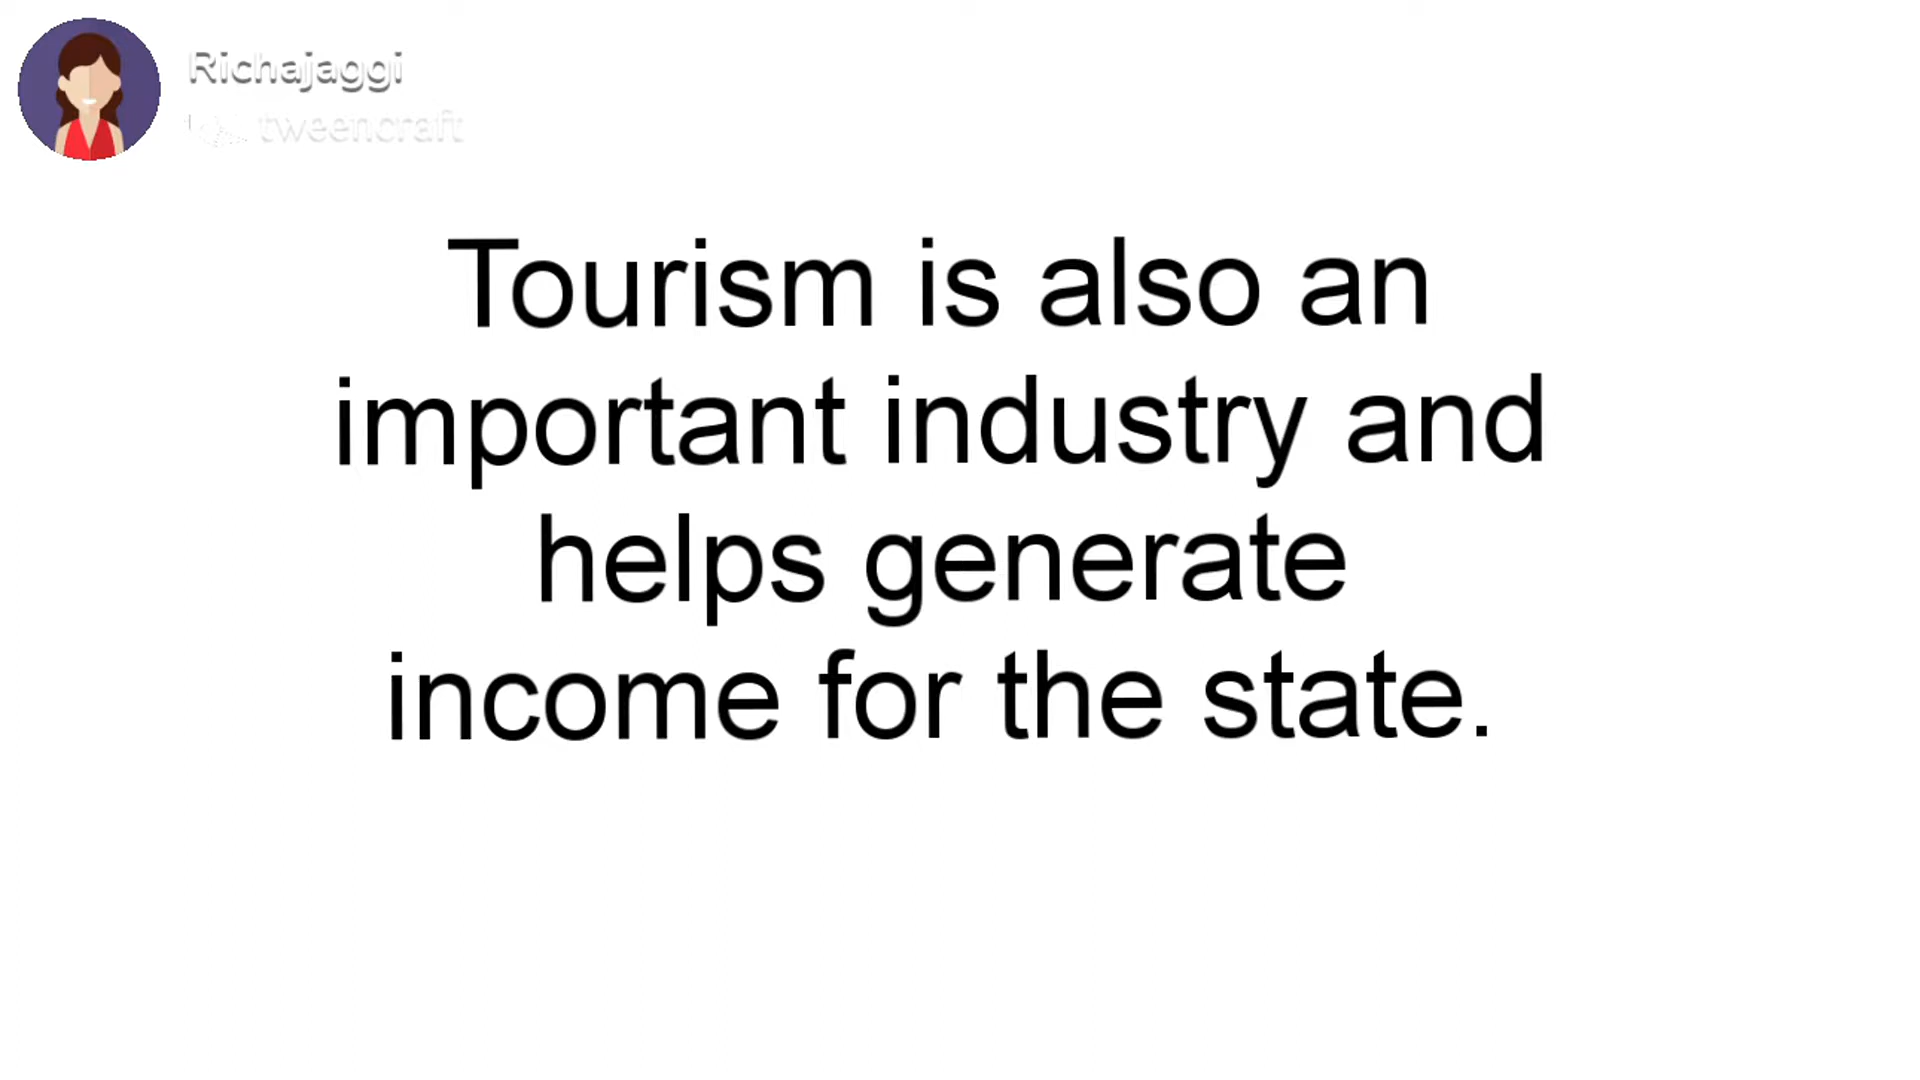 Richajaggi
tweencraft
Tourism is also an
important industry and
helps generate
income for the state.